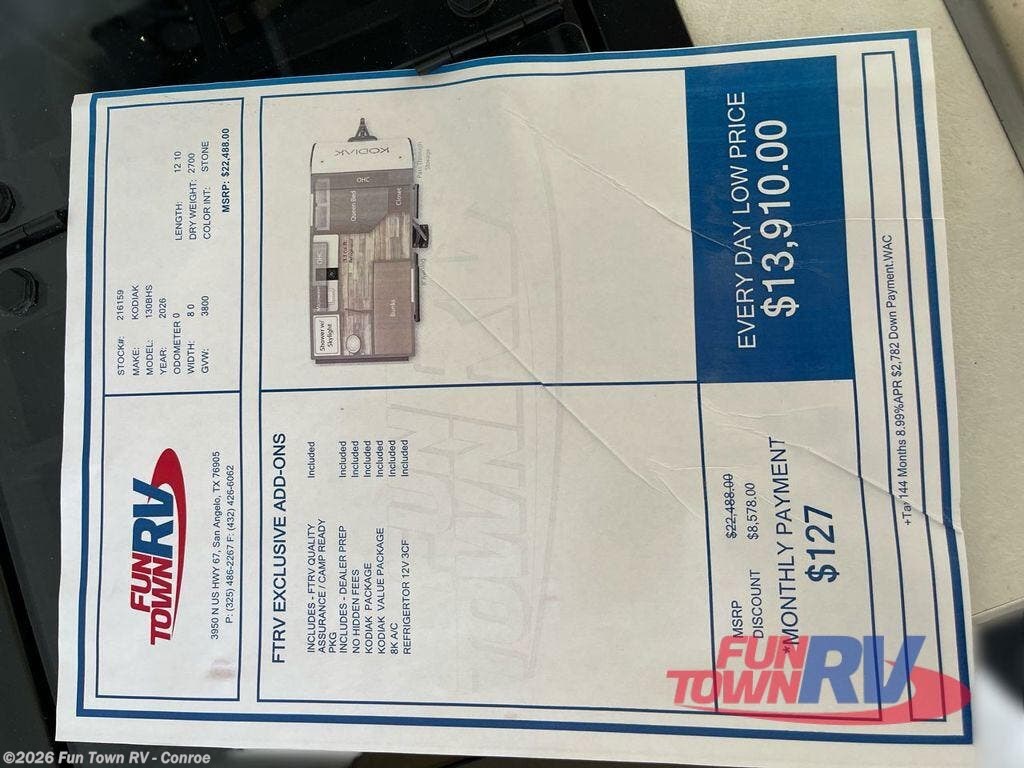 FUN
TOWN RV
3950 N US HWY 67, San Angelo, TX 76905
P: (325) 486-2267 F: (432) 426-6062
STOCK#: 216159
MAKE: KODIAK
MODEL: 130BHS
YEAR: 2026
ODOMETER 0
WIDTH: 8 0
GVW: 3800
LENGTH: 12 10
DRY WEIGHT: 2700
COLOR INT: STONE
MSRP: $22,488.00
FTRV EXCLUSIVE ADD-ONS
INCLUDES - FTRV QUALITY Included
ASSURANCE / CAMP READY
PKG
INCLUDES - DEALER PREP Included
NO HIDDEN FEES Included
KODIAK PACKAGE Included
KODIAK VALUE PACKAGE Included
8K A/C Included
REFRIGERTOR 12V 3CF Included
Shower w/
Skylight
OHC
OHC
Queen Bed
Closet
Bunks
KODIAK
Storage
MSRP $22,488.00
DISCOUNT $8,578.00
*MONTHLY PAYMENT
$127
EVERY DAY LOW PRICE
$13,910.00
144 Months 8.99%APR $2,782 Down Payment.WAC
FUN
TOWN RV
©2026 Fun Town RV - Conroe